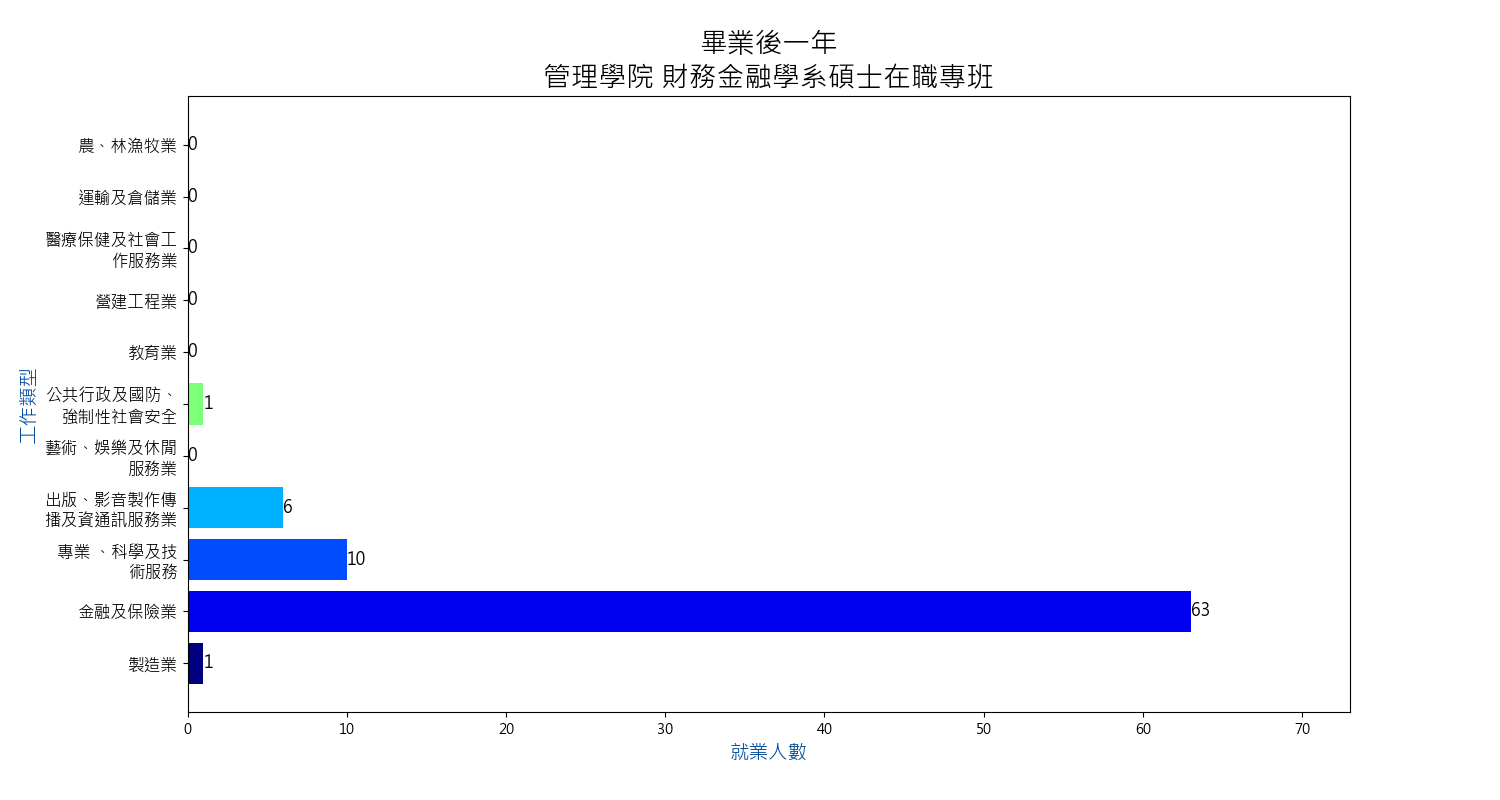 畢業後一年
管理學院 財務金融學系碩士在職專班
農、林漁牧業
0
運輸及倉儲業
0
醫療保健及社會工
作服務業
0
營建工程業
0
教育業
0
公共行政及國防、
強制性社會安全
1
藝術、娛樂及休閒
服務業
0
出版、影音製作傳
播及資通訊服務業
6
專業 、科學及技
術服務
10
金融及保險業
63
製造業
1
工作類型
0 10 20 30 40 50 60 70
就業人數